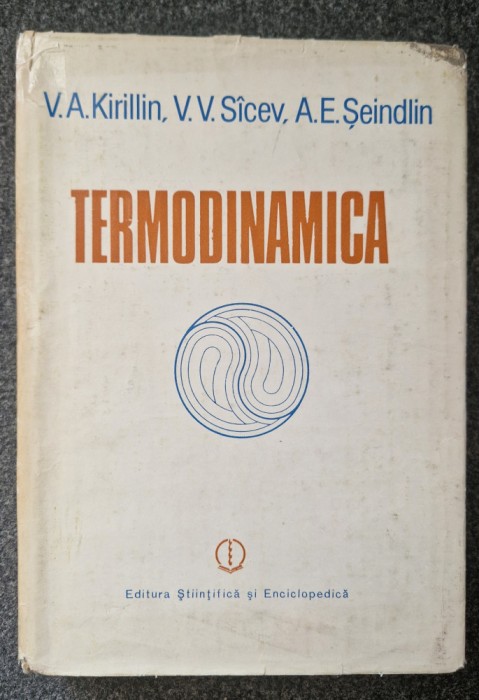 V.A.Kirillin, V.V.Sîcev, A.E.Șeindlin
TERMODINAMICA
Editura Științifică și Enciclopedică